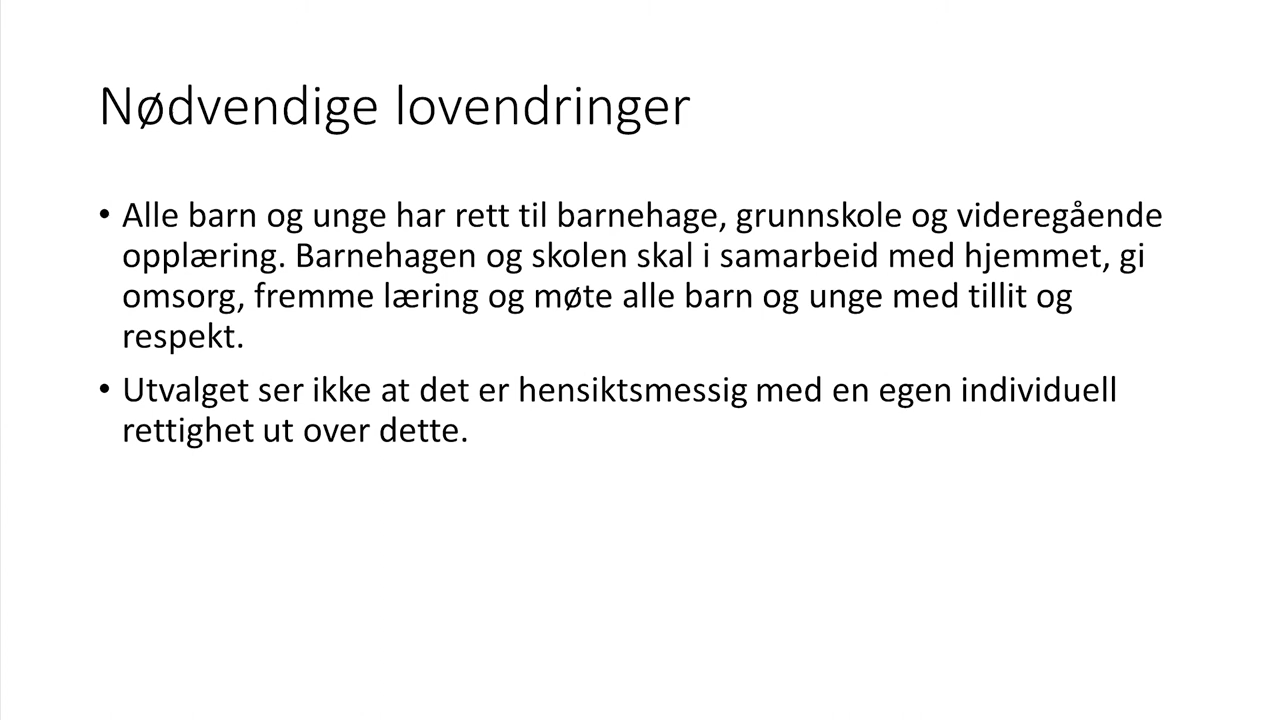 Nødvendige lovendringer
• Alle barn og unge har rett til barnehage, grunnskole og videregående
opplæring. Barnehagen og skolen skal i samarbeid med hjemmet, gi
omsorg, fremme læring og møte alle barn og unge med tillit og
respekt.
• Utvalget ser ikke at det er hensiktsmessig med en egen individuell
rettighet ut over dette.